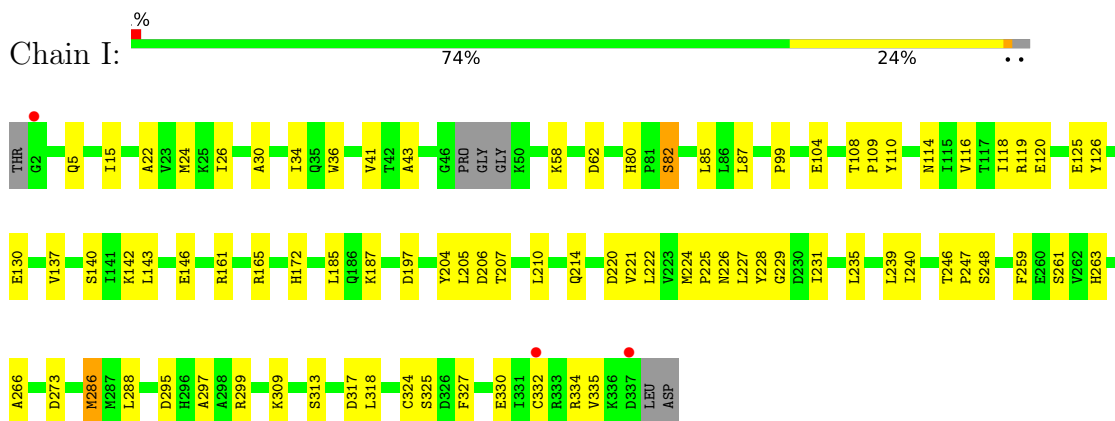 .%
Chain I:
74% 24% ..
THR G2 Q5 I15 A22 V23 M24 K25 I26 A30 I34 Q35 W36 V41 T42 A43 G46 PRO GLY GLY K50 K58 D62 H80 P81 S82 L85 L86 L87 P99 E104 T108 P109 Y110 N114 I115 V116 T117 I118 R119 E120 E125 Y126
E130 V137 S140 I141 K142 L143 E146 R161 R165 H172 L185 Q186 K187 D197 Y204 L205 D206 T207 L210 Q214 D220 V221 L222 V223 M224 P225 N226 L227 Y228 G229 D230 I231 L235 L239 I240 T246 P247 S248 F259 E260 S261 V262 H263
A266 D273 M286 M287 L288 D295 H296 A297 A298 R299 K309 S313 D317 L318 C324 S325 D326 F327 E330 I331 C332 R333 R334 V335 K336 D337 LEU ASP